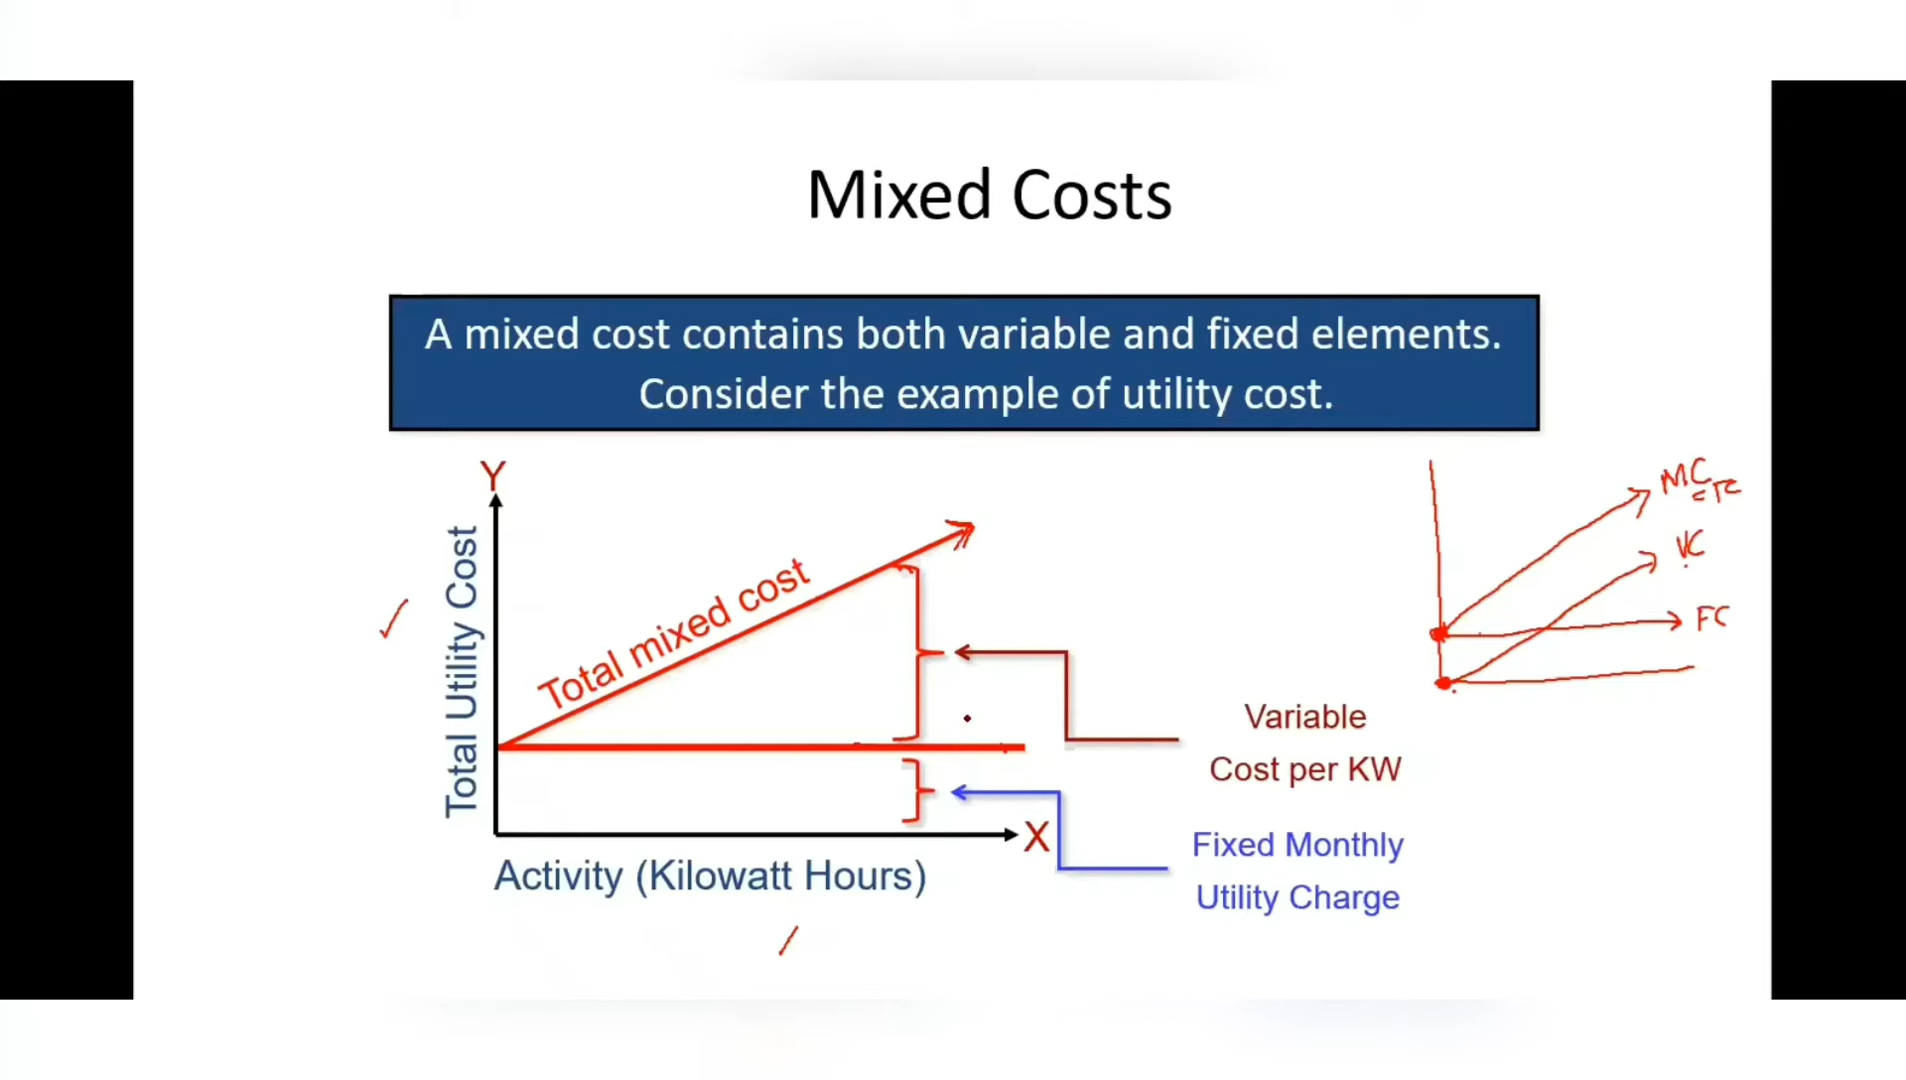 Mixed Costs
A mixed cost contains both variable and fixed elements.
Consider the example of utility cost.
Y
Total Utility Cost
Total mixed cost
X
Activity (Kilowatt Hours)
Variable
Cost per KW
Fixed Monthly
Utility Charge
MC
VC
FC